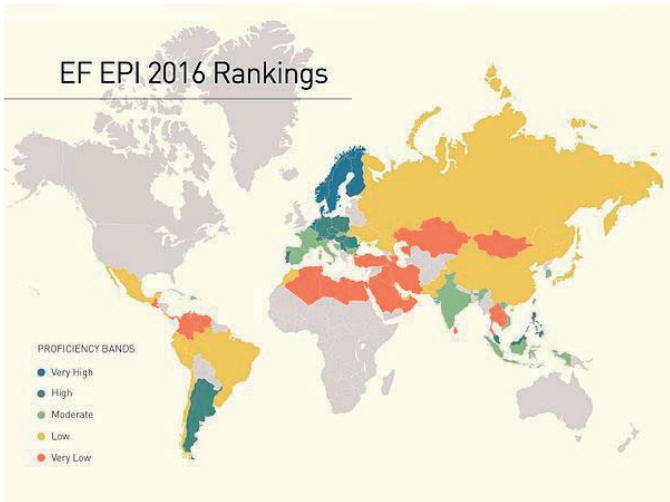 EF EPI 2016 Rankings
PROFICIENCY BANDS
Very High
High
Moderate
Low
Very Low